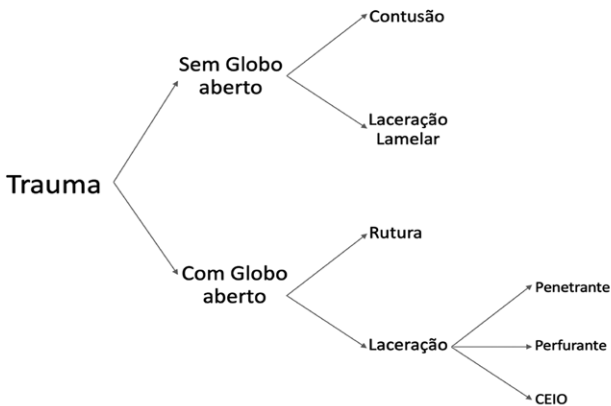 Contusão
Sem Globo
aberto
Laceração
Lamelar
Trauma
Rutura
Com Globo
aberto
Penetrante
Laceração
Perfurante
CEIO